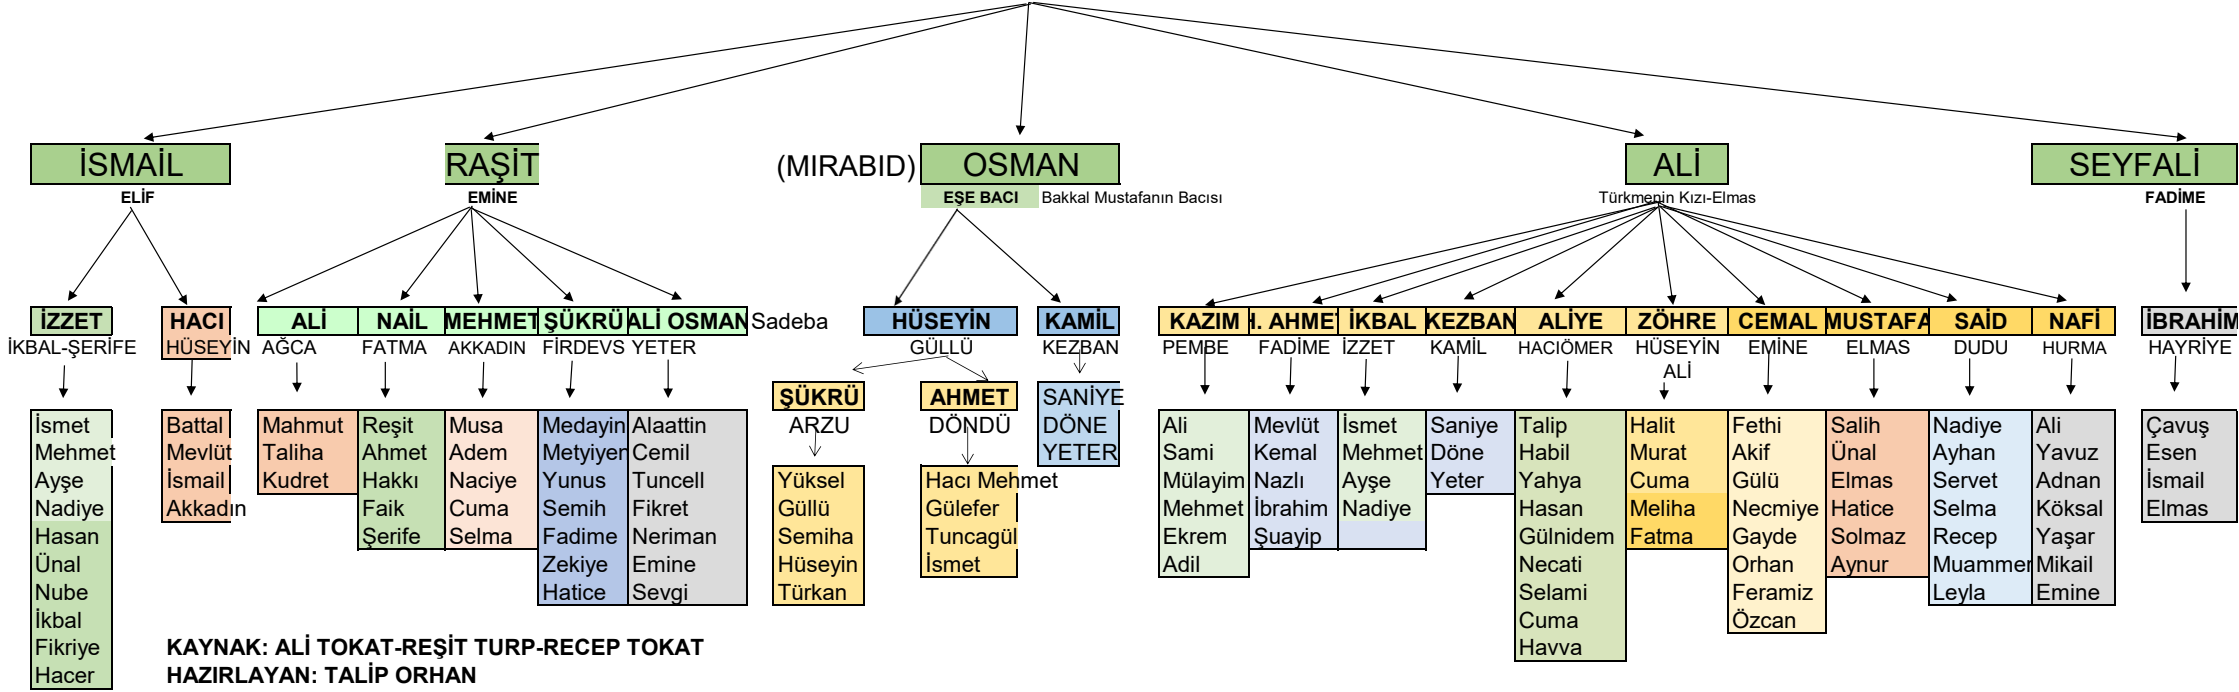 İSMAİL RAŞİT (MIRABID) OSMAN ALİ SEYFALİ
ELİF EMİNE EŞE BACI Bakkal Mustafanın Bacısı Türkmenin Kızı-Elmas FADİME
İZZET HACI ALİ NAİL MEHMET ŞÜKRÜ ALİ OSMAN Sadeba HÜSEYİN KAMİL KAZIM H. AHMET İKBAL KEZBAN ALİYE ZÖHRE CEMAL MUSTAFA SAİD NAFİ İBRAHİM
İKBAL-ŞERİFE HÜSEYİN AĞCA FATMA AKKADIN FİRDEVS YETER GÜLLÜ KEZBAN PEMBE FADİME İZZET KAMİL HACIÖMER HÜSEYİN EMİNE ELMAS DUDU HURMA HAYRİYE
ALİ
ŞÜKRÜ AHMET SANİYE
ARZU DÖNDÜ DÖNE
YETER
İsmet Battal Mahmut Reşit Musa Medayin Alaattin Ali Mevlüt İsmet Saniye Talip Halit Fethi Salih Nadiye Ali Çavuş
Mehmet Mevlüt Taliha Ahmet Adem Metyiyen Cemil Sami Kemal Mehmet Döne Habil Murat Akif Ünal Ayhan Yavuz Esen
Ayşe İsmail Kudret Hakkı Naciye Yunus Tuncell Yüksel Hacı Mehmet Mülayim Nazlı Ayşe Yeter Yahya Cuma Gülü Elmas Servet Adnan İsmail
Nadiye Akkadın Faik Cuma Semih Fikret Güllü Gülefer Mehmet İbrahim Nadiye Hasan Meliha Necmiye Hatice Selma Köksal Elmas
Hasan Şerife Selma Fadime Neriman Semiha Tuncagül Ekrem Şuayip Gülnidem Fatma Gayde Solmaz Recep Yaşar
Ünal Zekiye Emine Hüseyin İsmet Adil Necati Orhan Aynur Muammer Mikail
Nube Hatice Sevgi Türkan Selami Feramiz Leyla Emine
İkbal Cuma Özcan
Fikriye Havva
Hacer
KAYNAK: ALİ TOKAT-REŞİT TURP-RECEP TOKAT
HAZIRLAYAN: TALİP ORHAN